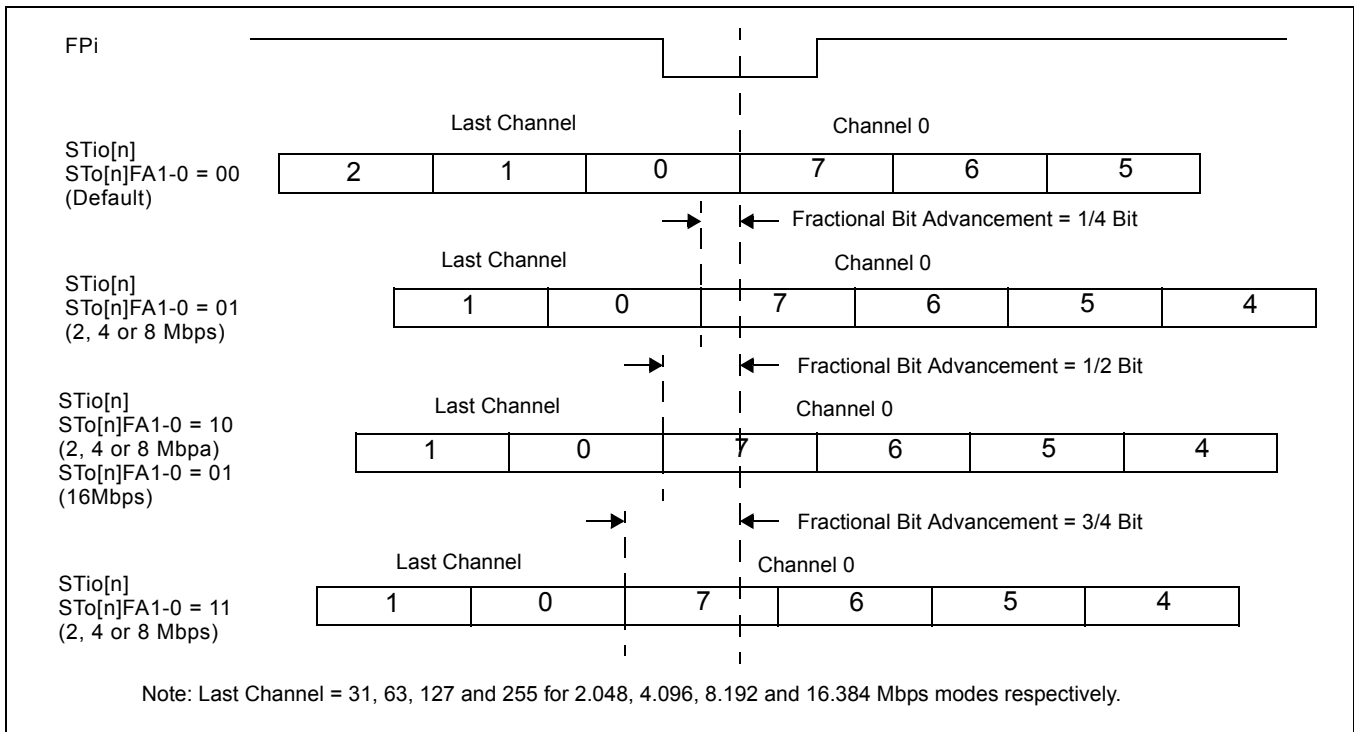 FPi
Last Channel Channel 0
STio[n]
STo[n]FA1-0 = 00
(Default)
2 1 0 7 6 5
Fractional Bit Advancement = 1/4 Bit
Last Channel Channel 0
STio[n]
STo[n]FA1-0 = 01
(2, 4 or 8 Mbps)
1 0 7 6 5 4
Fractional Bit Advancement = 1/2 Bit
Last Channel Channel 0
STio[n]
STo[n]FA1-0 = 10
(2, 4 or 8 Mbpa)
STo[n]FA1-0 = 01
(16Mbps)
1 0 7 6 5 4
Fractional Bit Advancement = 3/4 Bit
Last Channel Channel 0
STio[n]
STo[n]FA1-0 = 11
(2, 4 or 8 Mbps)
1 0 7 6 5 4
Note: Last Channel = 31, 63, 127 and 255 for 2.048, 4.096, 8.192 and 16.384 Mbps modes respectively.